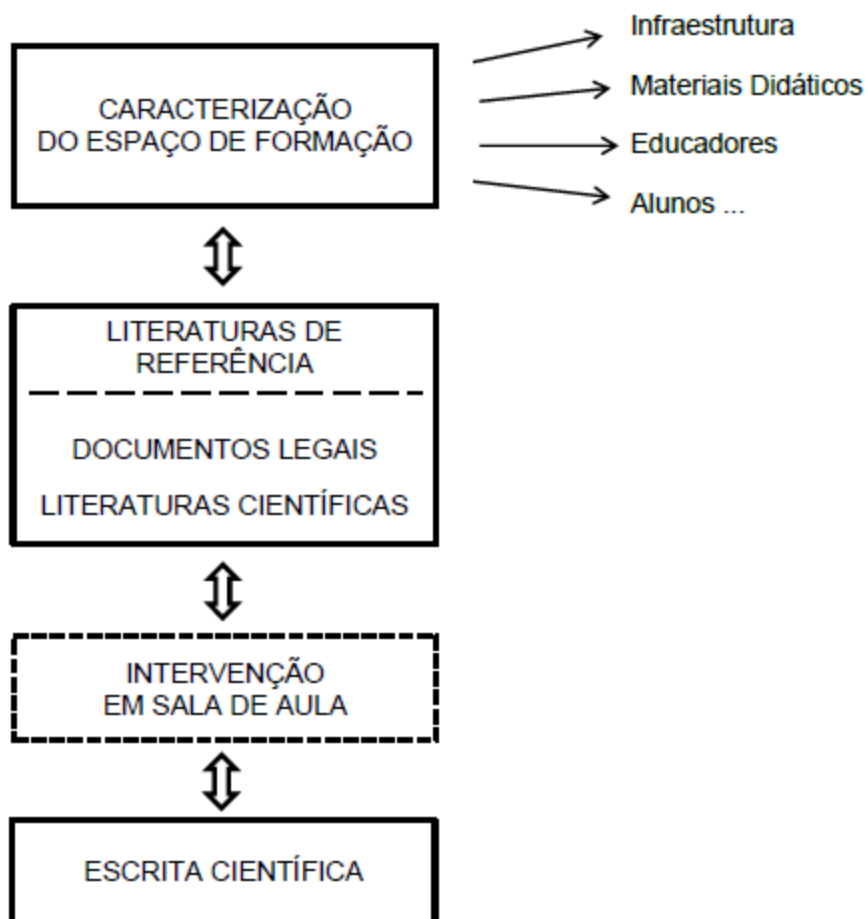 CARACTERIZAÇÃO
DO ESPAÇO DE FORMAÇÃO
Infraestrutura
Materiais Didáticos
Educadores
Alunos ...
LITERATURAS DE
REFERÊNCIA
DOCUMENTOS LEGAIS
LITERATURAS CIENTÍFICAS
INTERVENÇÃO
EM SALA DE AULA
ESCRITA CIENTÍFICA